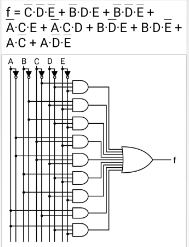 f = C·D·E + B·D·E + B·D·E +
A·C·E + A·C·D + B·D·E + B·D·E +
A·C + A·D·E
A B C D E
f